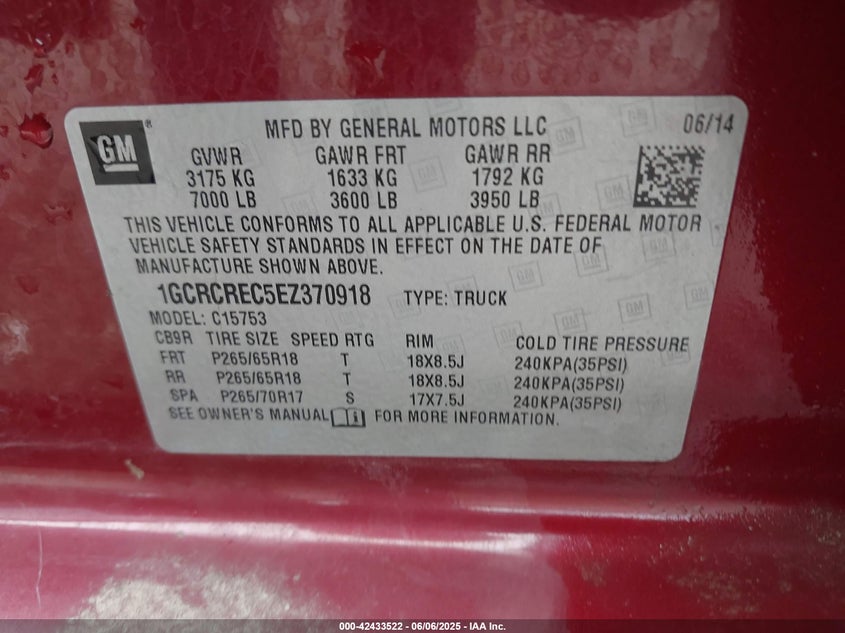 GM ®
MFD BY GENERAL MOTORS LLC 06/14
GVWR GAWR FRT GAWR RR
3175 KG 1633 KG 1792 KG
7000 LB 3600 LB 3950 LB
THIS VEHICLE CONFORMS TO ALL APPLICABLE U.S. FEDERAL MOTOR
VEHICLE SAFETY STANDARDS IN EFFECT ON THE DATE OF
MANUFACTURE SHOWN ABOVE.
1GCRCREC5EZ370918 TYPE: TRUCK
MODEL: C15753
CB9R TIRE SIZE SPEED RTG RIM COLD TIRE PRESSURE
FRT P265/65R18 T 18X8.5J 240KPA(35PSI)
RR P265/65R18 T 18X8.5J 240KPA(35PSI)
SPA P265/70R17 S 17X7.5J 240KPA(35PSI)
SEE OWNER'S MANUAL FOR MORE INFORMATION.
000-42433522 - 06/06/2025 - IAA Inc.